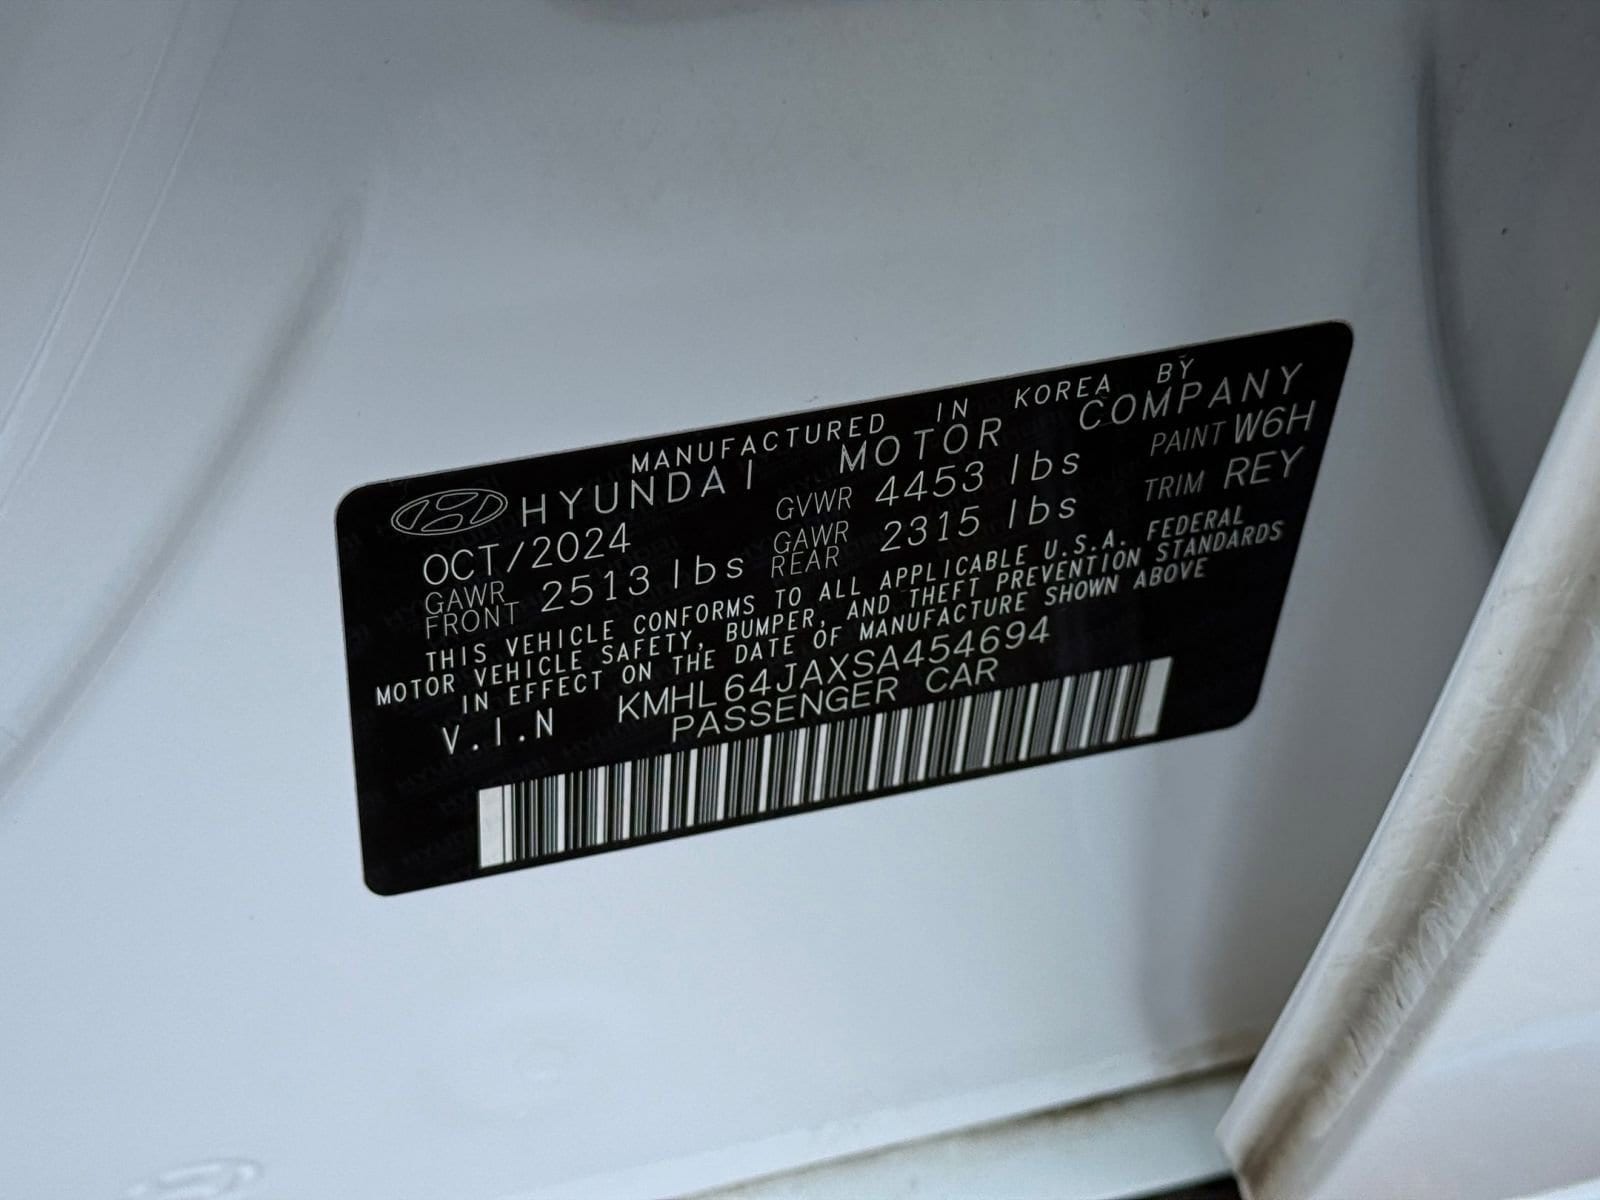 MANUFACTURED IN KOREA BY
HYUNDAI MOTOR COMPANY
OCT/2024 GVWR 4453 lbs PAINT W6H
GAWR FRONT 2513 lbs GAWR REAR 2315 lbs TRIM REY
THIS VEHICLE CONFORMS TO ALL APPLICABLE U.S.A. FEDERAL
MOTOR VEHICLE SAFETY, BUMPER, AND THEFT PREVENTION STANDARDS
IN EFFECT ON THE DATE OF MANUFACTURE SHOWN ABOVE
V.I.N KMHL64JAXSA454694
PASSENGER CAR